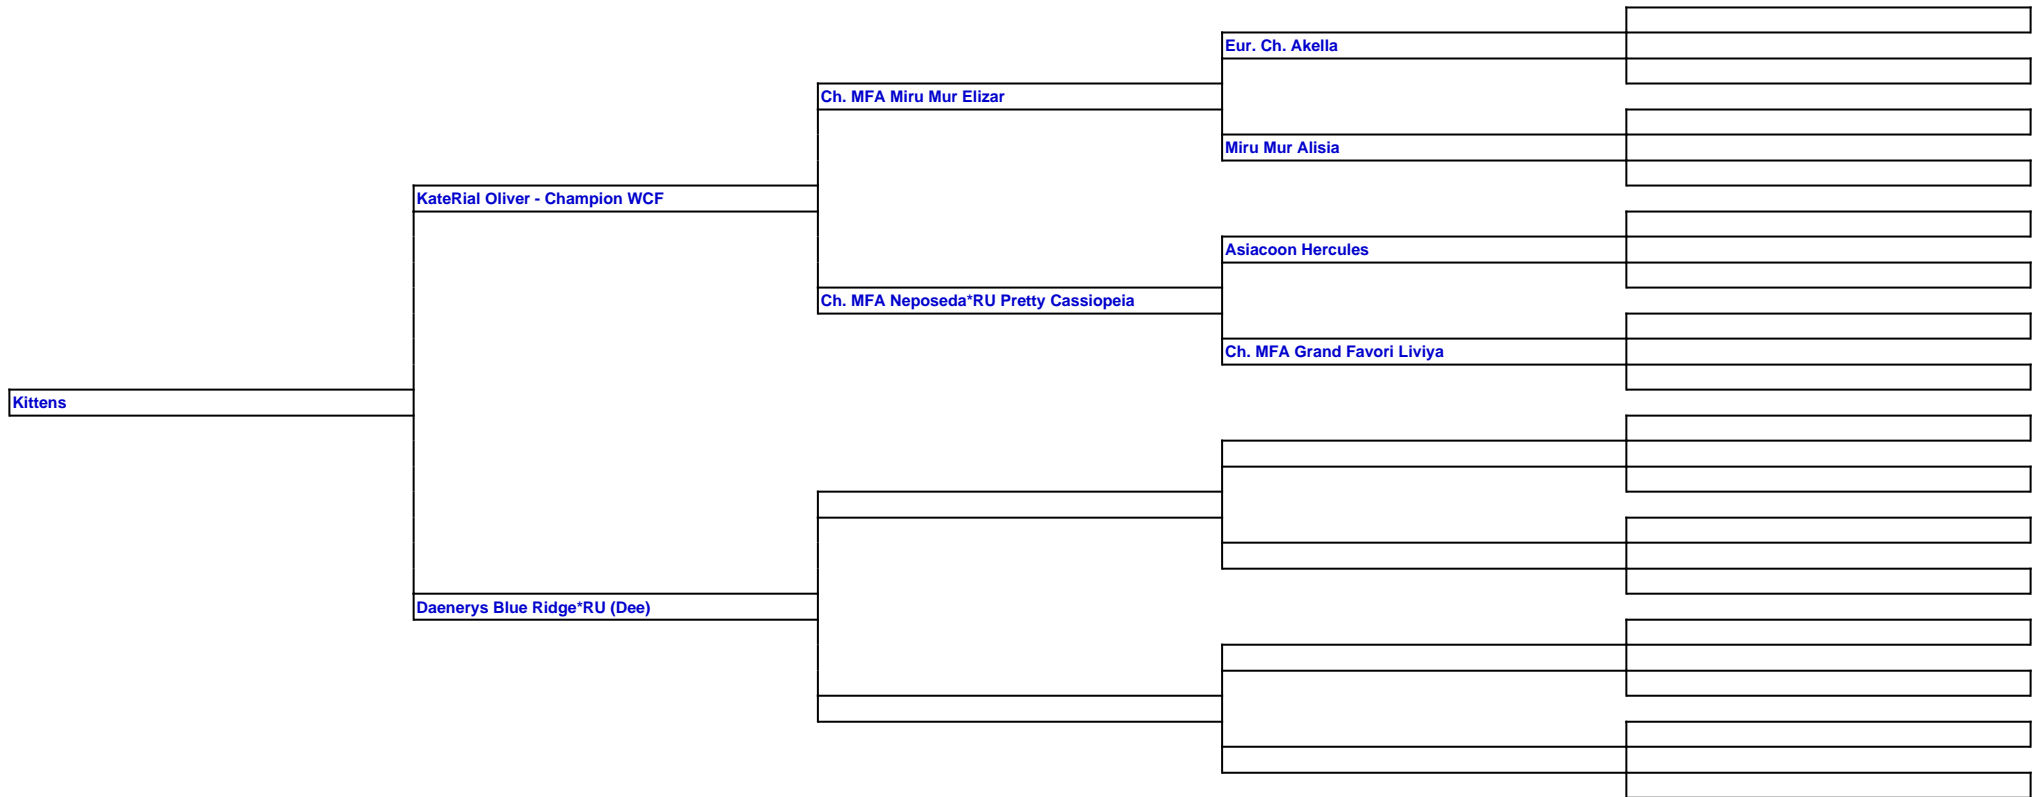 Eur. Ch. Akella
Ch. MFA Miru Mur Elizar
Miru Mur Alisia
KateRial Oliver - Champion WCF
Asiacoon Hercules
Ch. MFA Neposeda*RU Pretty Cassiopeia
Ch. MFA Grand Favori Liviya
Kittens
Daenerys Blue Ridge*RU (Dee)